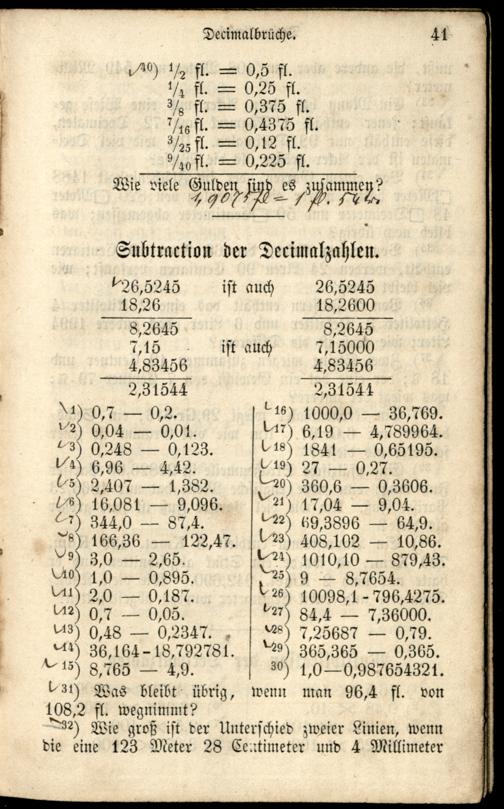 Decimalbrüche. 41
40) 1/2 fl. = 0,5 fl.
1/4 fl. = 0,25 fl.
3/8 fl. = 0,375 fl.
7/16 fl. = 0,4375 fl.
3/25 fl. = 0,12 fl.
9/40 fl. = 0,225 fl.
Wie viele Gulden sind es zusammen?
Subtraction der Decimalzahlen.
26,5245 ist auch 26,5245
18,26 18,2600
8,2645 8,2645
7,15 ist auch 7,15000
4,83456 4,83456
2,31544 2,31544
1) 0,7 — 0,2.
2) 0,04 — 0,01.
3) 0,248 — 0,123.
4) 6,96 — 4,42.
5) 2,407 — 1,382.
6) 16,081 — 9,096.
7) 344,0 — 87,4.
8) 166,36 — 122,47.
9) 3,0 — 2,65.
10) 1,0 — 0,895.
11) 2,0 — 0,187.
12) 0,7 — 0,05.
13) 0,48 — 0,2347.
14) 36,164-18,792781.
15) 8,765 — 4,9.
16) 1000,0 — 36,769.
17) 6,19 — 4,789964.
18) 1841 — 0,65195.
19) 27 — 0,27.
20) 360,6 — 0,3606.
21) 17,04 — 9,04.
22) 69,3896 — 64,9.
23) 408,102 — 10,86.
24) 1010,10 — 879,43.
25) 9 — 8,7654.
26) 10098,1-796,4275.
27) 84,4 — 7,36000.
28) 7,25687 — 0,79.
29) 365,365 — 0,365.
30) 1,0—0,987654321.
31) Was bleibt übrig, wenn man 96,4 fl. von
108,2 fl. wegnimmt?
32) Wie groß ist der Unterschied zweier Linien, wenn
die eine 123 Meter 28 Centimeter und 4 Millimeter